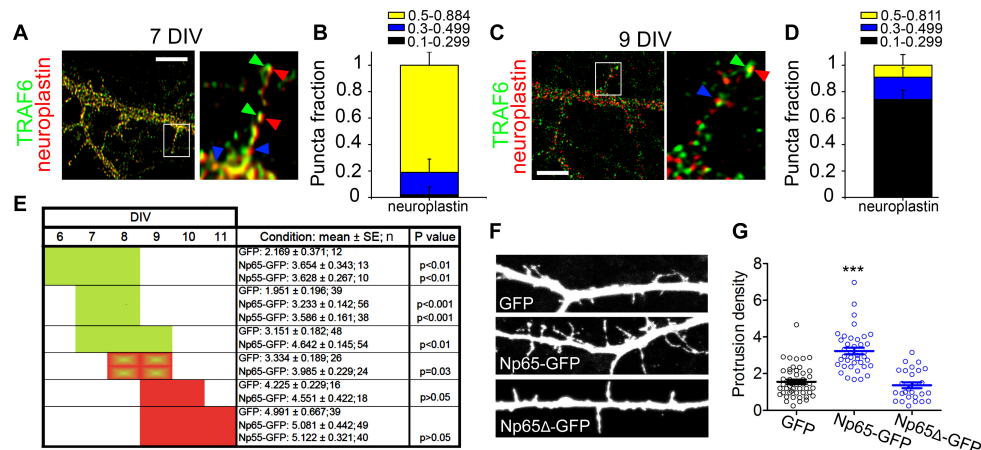 A
7 DIV
TRAF6
neuroplastin
B
0.5-0.884
0.3-0.499
0.1-0.299
Puncta fraction
1
0.8
0.6
0.4
0.2
0
neuroplastin
C
9 DIV
TRAF6
neuroplastin
D
0.5-0.811
0.3-0.499
0.1-0.299
Puncta fraction
1
0.8
0.6
0.4
0.2
0
neuroplastin
E
DIV
6 7 8 9 10 11 Condition: mean ± SE; n P value
GFP: 2.169 ± 0.371; 12
Np65-GFP: 3.654 ± 0.343; 13 p<0.01
Np55-GFP: 3.628 ± 0.267; 10 p<0.01
GFP: 1.951 ± 0.196; 39
Np65-GFP: 3.233 ± 0.142; 56 p<0.001
Np55-GFP: 3.586 ± 0.161; 38 p<0.001
GFP: 3.151 ± 0.182; 48
Np65-GFP: 4.642 ± 0.145; 54 p<0.01
GFP: 3.334 ± 0.189; 26
Np65-GFP: 3.985 ± 0.229; 24 p=0.03
GFP: 4.225 ± 0.229; 16
Np65-GFP: 4.551 ± 0.422; 18 p>0.05
GFP: 4.991 ± 0.667; 39
Np65-GFP: 5.081 ± 0.442; 49
Np55-GFP: 5.122 ± 0.321; 40 p>0.05
F
GFP
Np65-GFP
Np65Δ-GFP
G
Protrusion density
8
6
4
2
0
***
GFP
Np65-GFP
Np65Δ-GFP